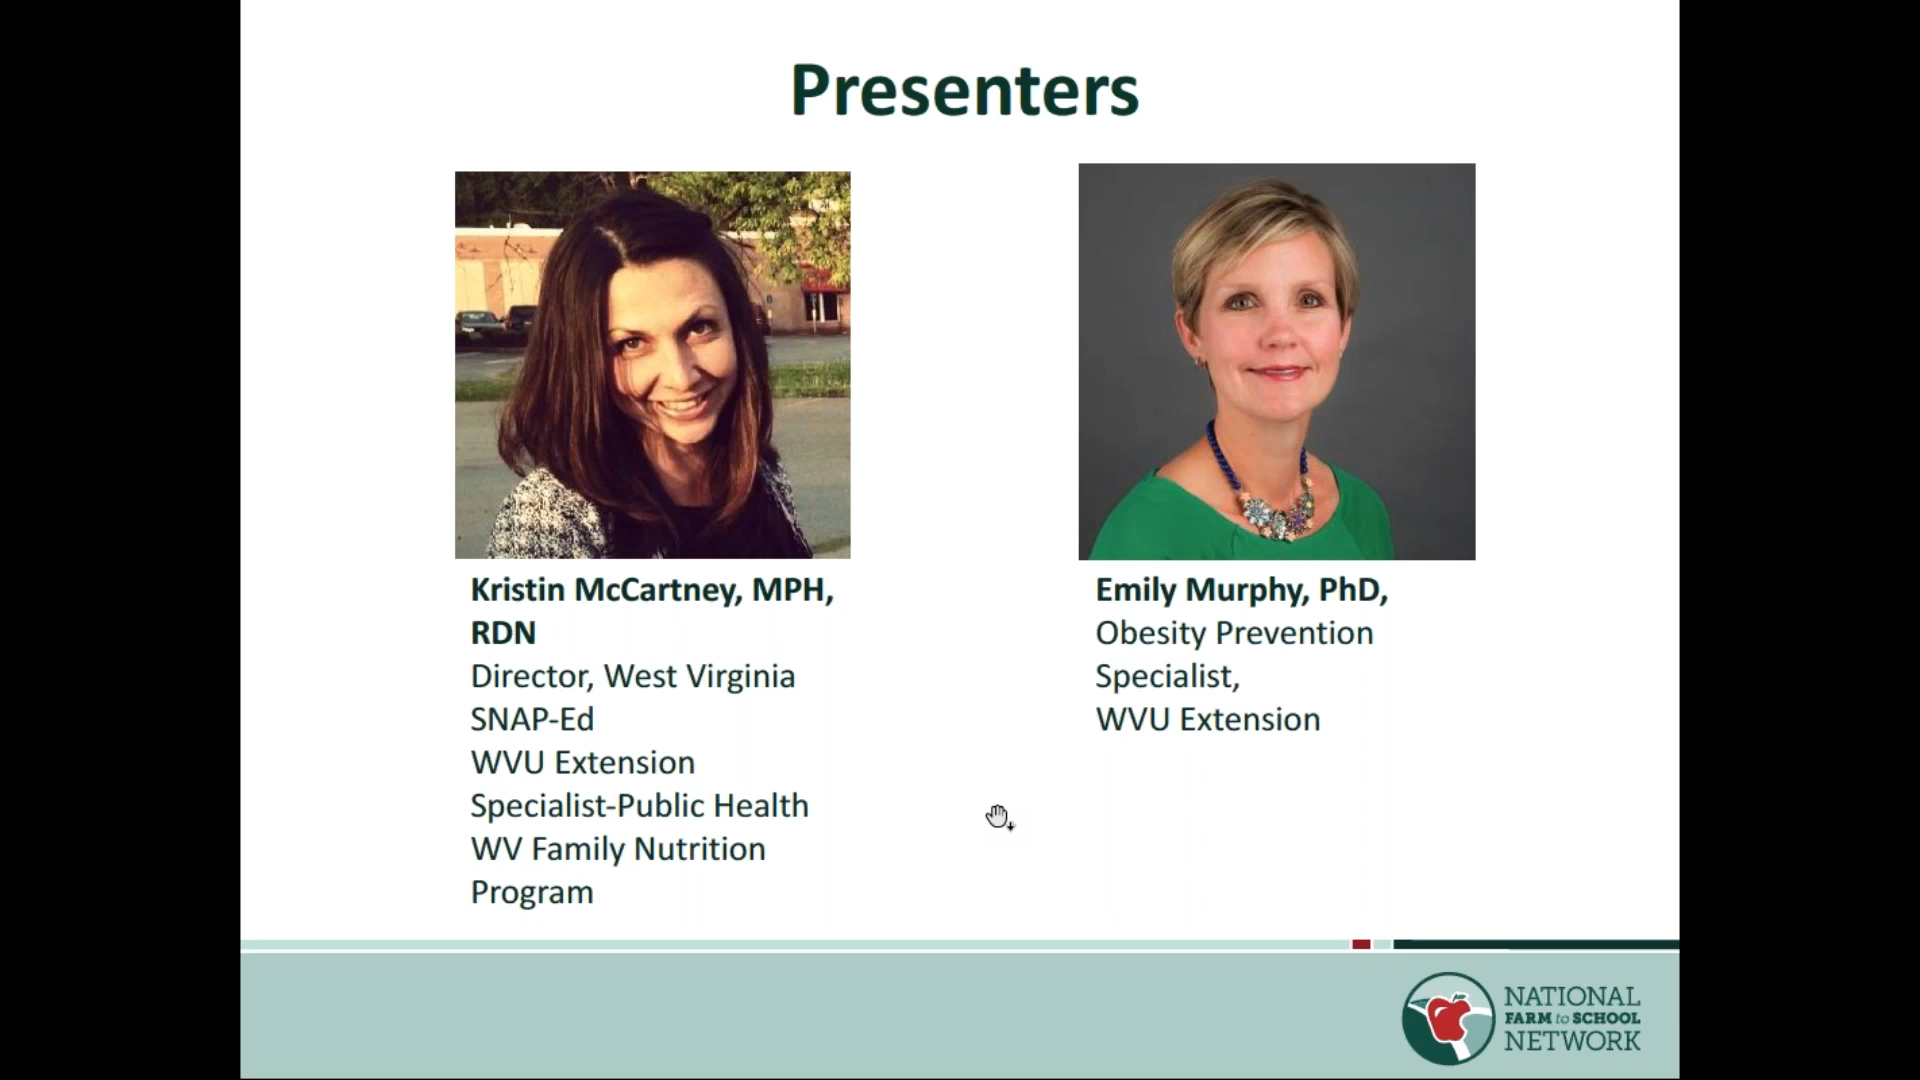 Presenters
Kristin McCartney, MPH,
RDN
Director, West Virginia
SNAP-Ed
WVU Extension
Specialist-Public Health
WV Family Nutrition
Program
Emily Murphy, PhD,
Obesity Prevention
Specialist,
WVU Extension
NATIONAL
FARM to SCHOOL
NETWORK